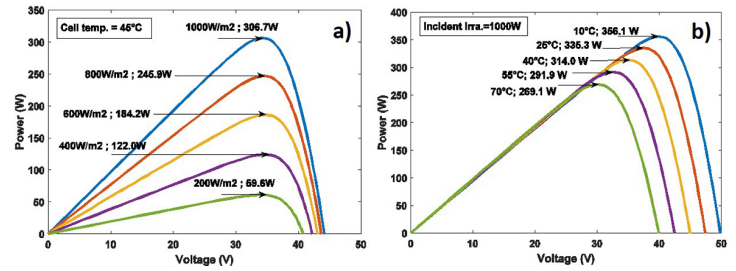 a)
Cell temp. = 45ºC
1000W/m2 ; 306.7W
800W/m2 ; 245.9W
600W/m2 ; 184.2W
400W/m2 ; 122.0W
200W/m2 ; 59.6W
Power (W)
350
300
250
200
150
100
50
0
0 10 20 30 40 50
Voltage (V)
b)
Incident Irra.=1000W
10°C; 356.1 W
25°C; 335.3 W
40°C; 314.0 W
55°C; 291.9 W
70°C; 269.1 W
Power (W)
400
350
300
250
200
150
100
50
0
0 10 20 30 40 50
Voltage (V)